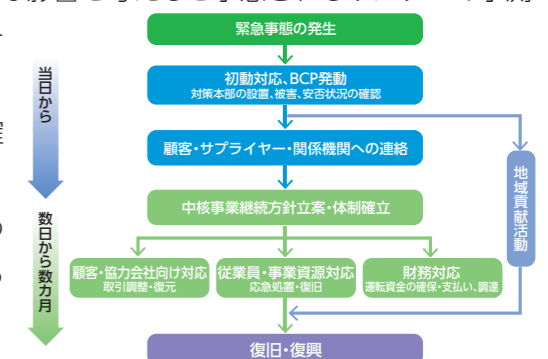 緊急事態の発生
当日から
初動対応、BCP発動
対策本部の設置、被害、安否状況の確認
顧客・サプライヤー・関係機関への連絡
地域貢献活動
中核事業継続方針立案・体制確立
数日から数カ月
顧客・協力会社向け対応
取引調整・復元
従業員・事業資源対応
応急処置・復旧
財務対応
運転資金の確保・支払い、調達
復旧・復興